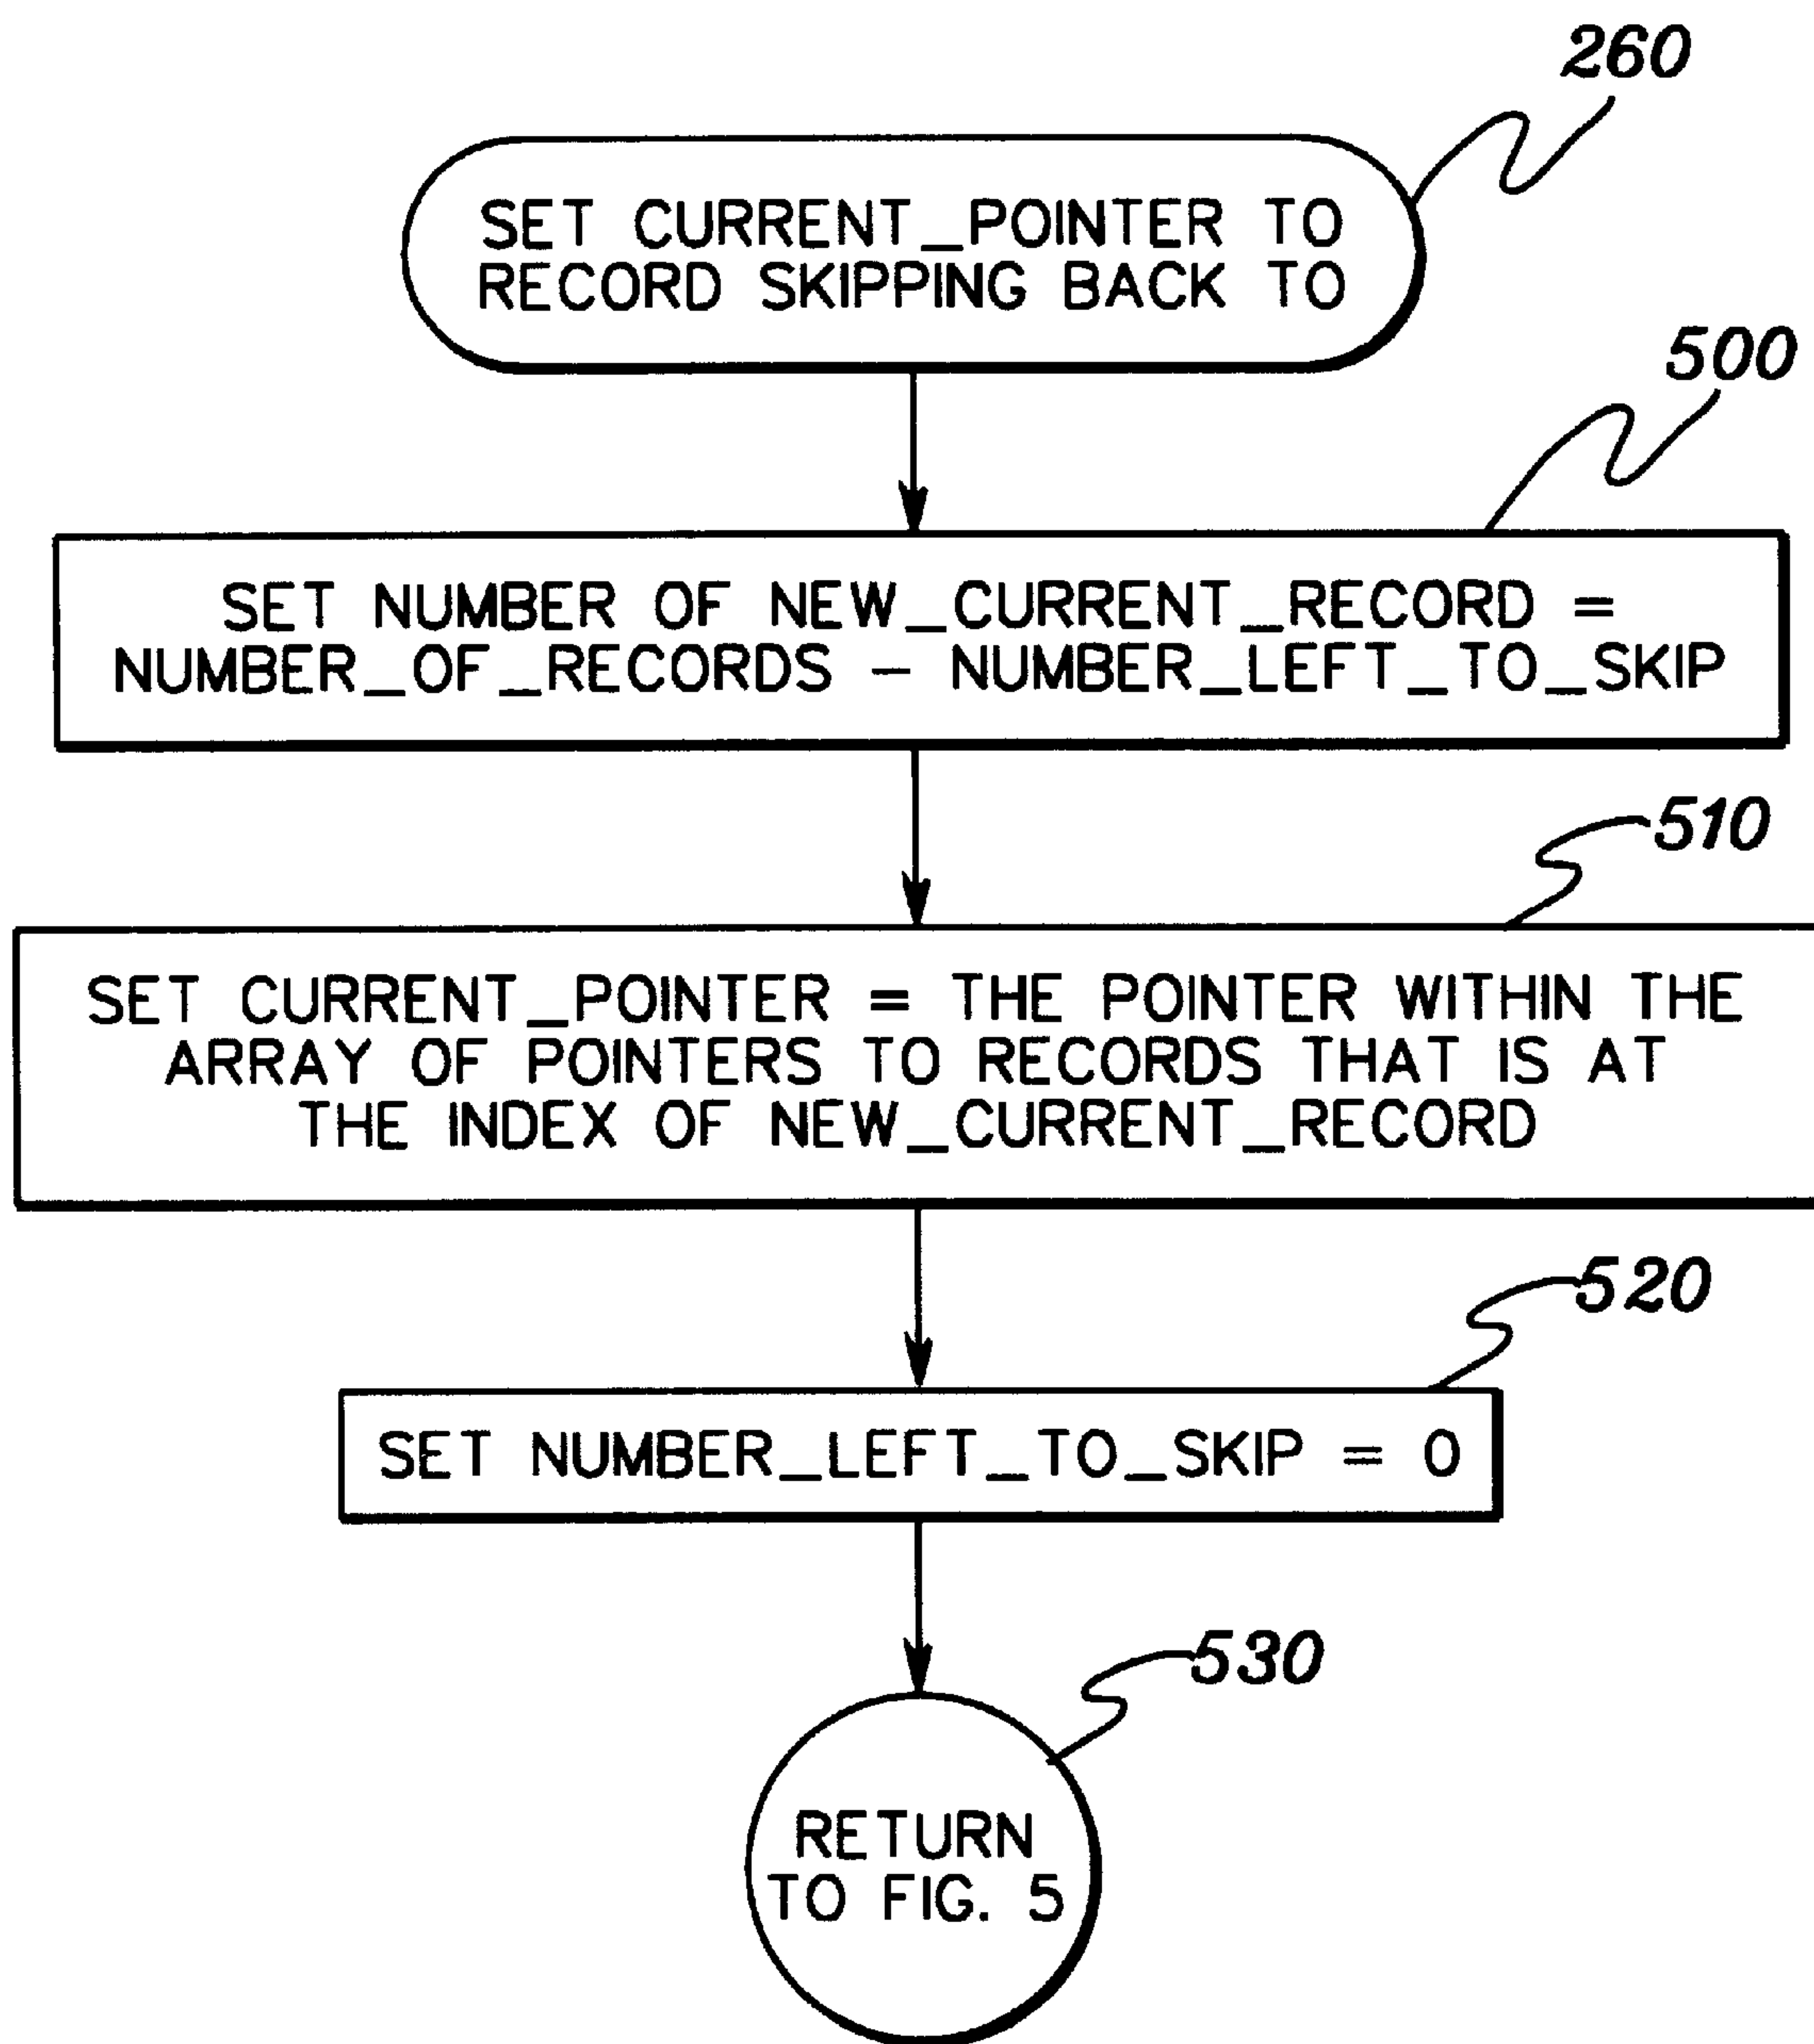 260
SET CURRENT_POINTER TO
RECORD SKIPPING BACK TO
500
SET NUMBER OF NEW_CURRENT_RECORD =
NUMBER_OF_RECORDS – NUMBER_LEFT_TO_SKIP
510
SET CURRENT_POINTER = THE POINTER WITHIN THE
ARRAY OF POINTERS TO RECORDS THAT IS AT
THE INDEX OF NEW_CURRENT_RECORD
520
SET NUMBER_LEFT_TO_SKIP = 0
530
RETURN
TO FIG. 5